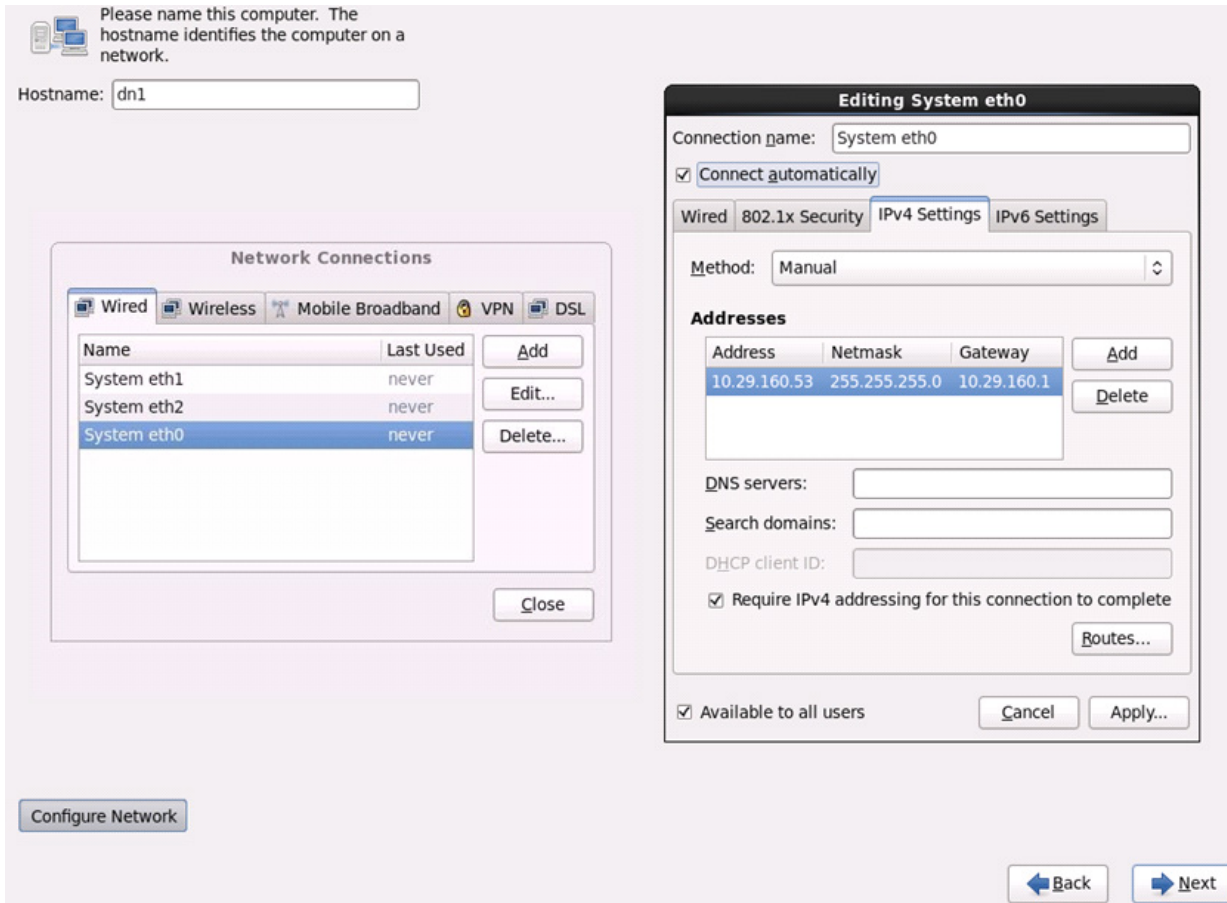 Please name this computer. The
hostname identifies the computer on a
network.
Hostname: dn1
Network Connections
Wired Wireless Mobile Broadband VPN DSL
Name Last Used Add
System eth1 never
Edit...
System eth2 never
System eth0 never Delete...
Close
Editing System eth0
Connection name: System eth0
Connect automatically
Wired 802.1x Security IPv4 Settings IPv6 Settings
Method: Manual
Addresses
Address Netmask Gateway Add
10.29.160.53 255.255.255.0 10.29.160.1
Delete
DNS servers:
Search domains:
DHCP client ID:
Require IPv4 addressing for this connection to complete
Routes...
Available to all users Cancel Apply...
Configure Network
Back Next